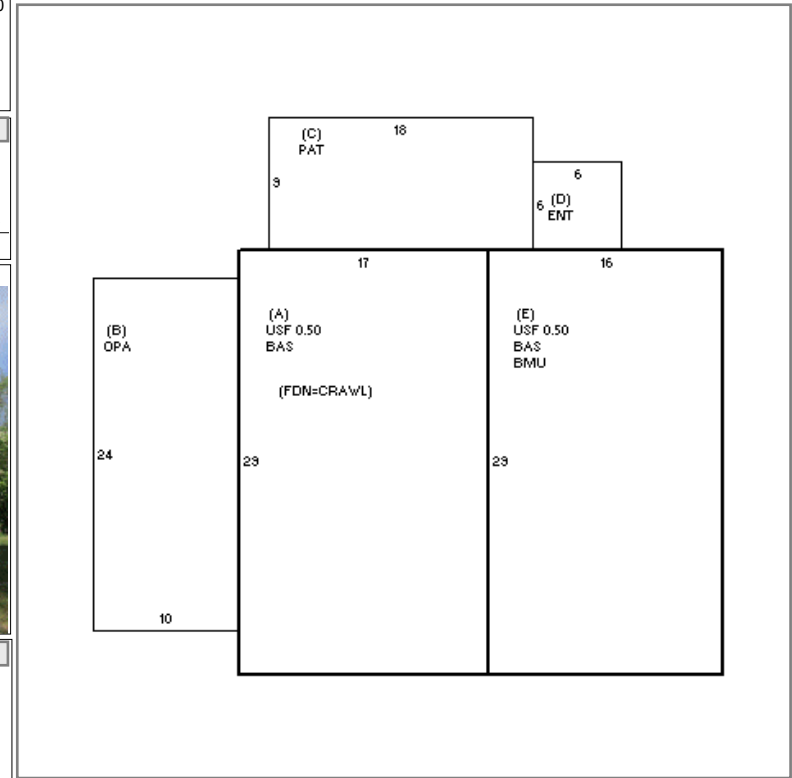 (C)
PAT
18
9
6
6
(D)
ENT
17
16
(A)
USF 0.50
BAS
(FDN=CRAWL)
29
(E)
USF 0.50
BAS
BMU
29
(B)
OPA
24
10